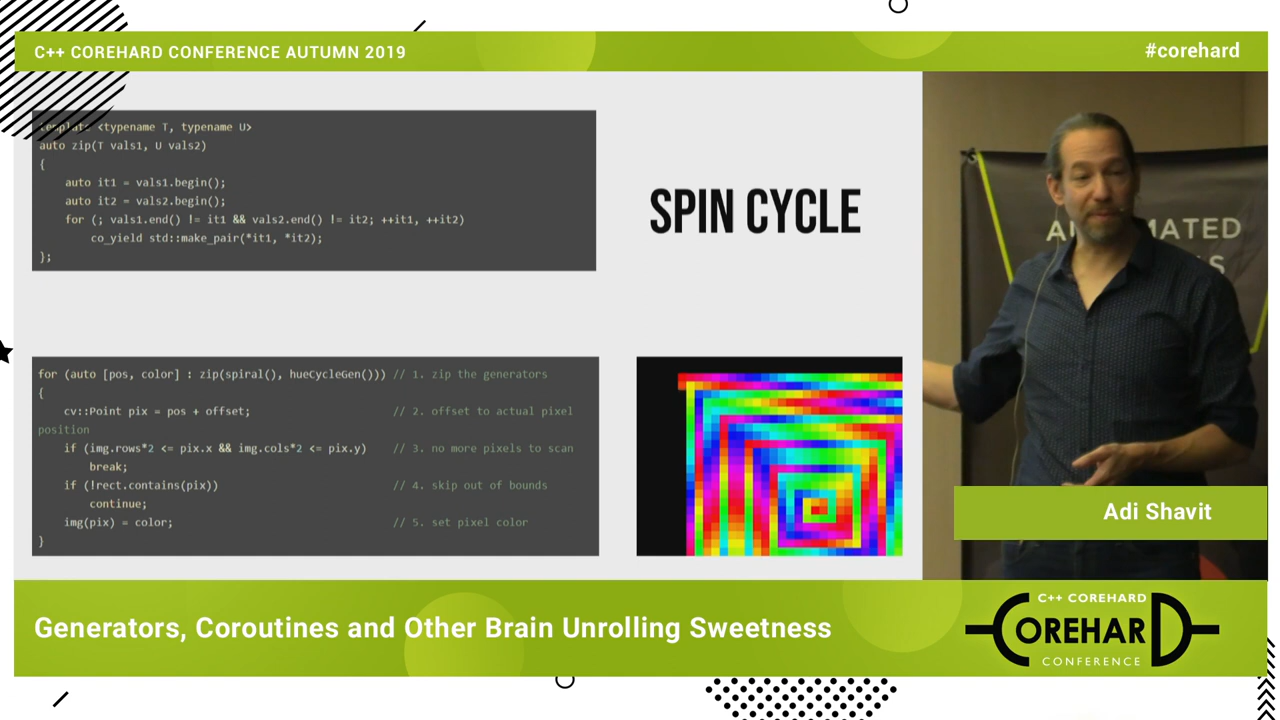 C++ COREHARD CONFERENCE AUTUMN 2019
#corehard
template <typename T, typename U>
auto zip(T vals1, U vals2)
{
    auto it1 = vals1.begin();
    auto it2 = vals2.begin();
    for (; vals1.end() != it1 && vals2.end() != it2; ++it1, ++it2)
        co_yield std::make_pair(*it1, *it2);
};
SPIN CYCLE
for (auto [pos, color] : zip(spiral(), hueCycleGen())) // 1. zip the generators
{
    cv::Point pix = pos + offset; // 2. offset to actual pixel
position
    if (img.rows*2 <= pix.x && img.cols*2 <= pix.y) // 3. no more pixels to scan
        break;
    if (!rect.contains(pix)) // 4. skip out of bounds
        continue;
    img(pix) = color; // 5. set pixel color
}
Adi Shavit
Generators, Coroutines and Other Brain Unrolling Sweetness
C++ COREHARD
COREHARD
CONFERENCE